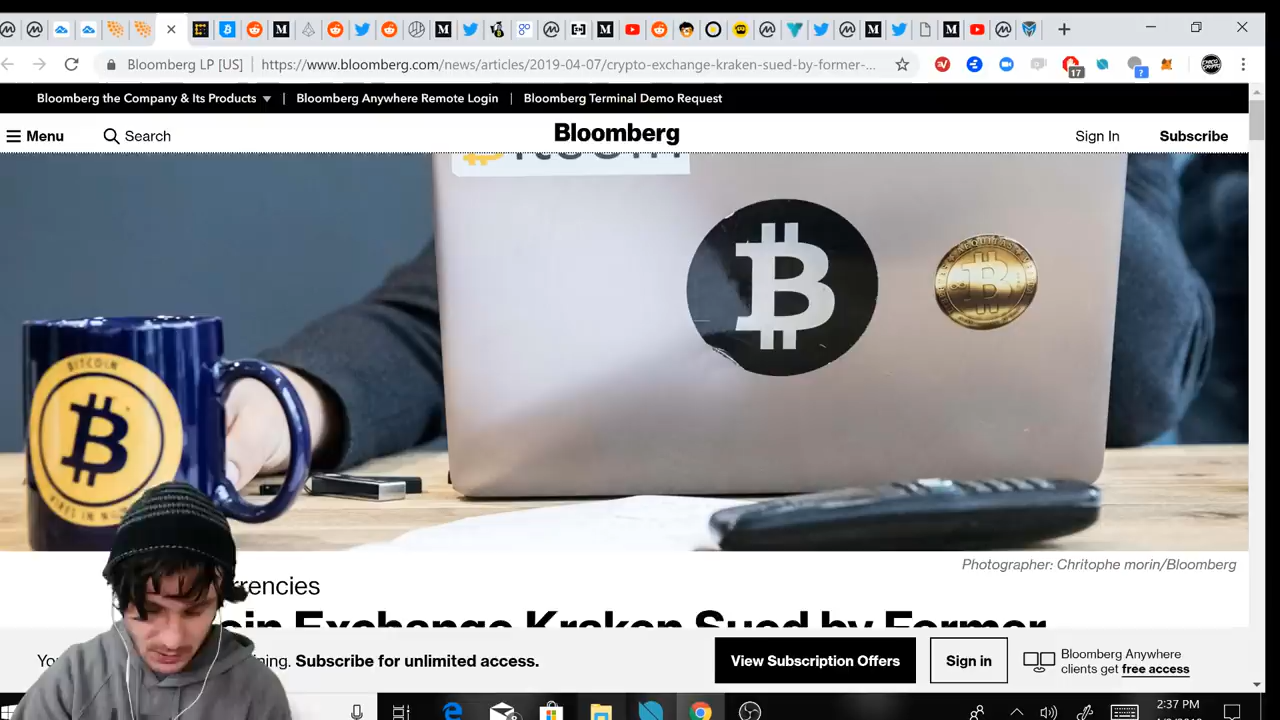 Bloomberg LP [US] https://www.bloomberg.com/news/articles/2019-04-07/crypto-exchange-kraken-sued-by-former-...
17
?
Bloomberg the Company & Its Products | Bloomberg Anywhere Remote Login | Bloomberg Terminal Demo Request
Menu Search Bloomberg Sign In Subscribe
BITCOIN
Photographer: Chritophe morin/Bloomberg
Exchange Kraken Sued by Former
Subscribe for unlimited access.
View Subscription Offers
Sign in
Bloomberg Anywhere
clients get free access
2:37 PM